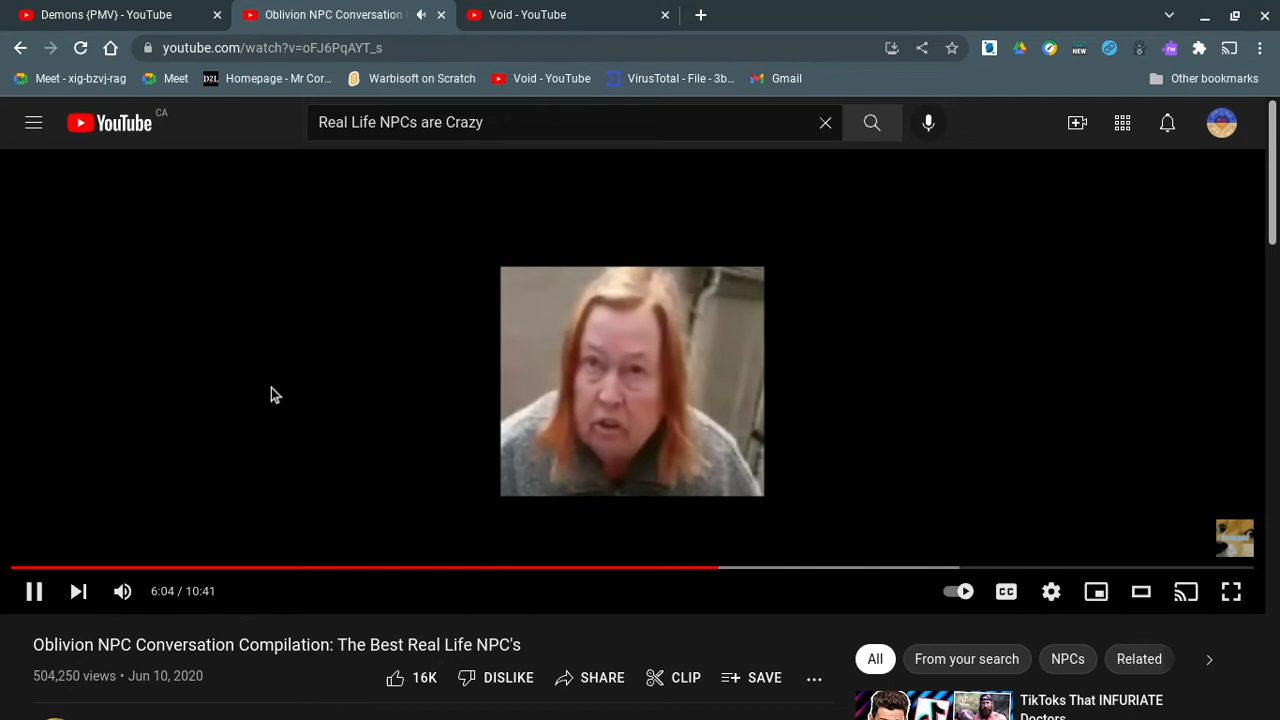 Demons {PMV} - YouTube
Oblivion NPC Conversation
Void - YouTube
youtube.com/watch?v=oFJ6PqAYT_s
NEW
Meet - xig-bzvj-rag
Meet
D2L
Homepage - Mr Cor...
Warbisoft on Scratch
Void - YouTube
VirusTotal - File - 3b...
Gmail
Other bookmarks
YouTube CA
Real Life NPCs are Crazy
6:04 / 10:41
CC
Oblivion NPC Conversation Compilation: The Best Real Life NPC's
504,250 views • Jun 10, 2020
16K
DISLIKE
SHARE
CLIP
SAVE
All
From your search
NPCs
Related
TikToks That INFURIATE
Doctors